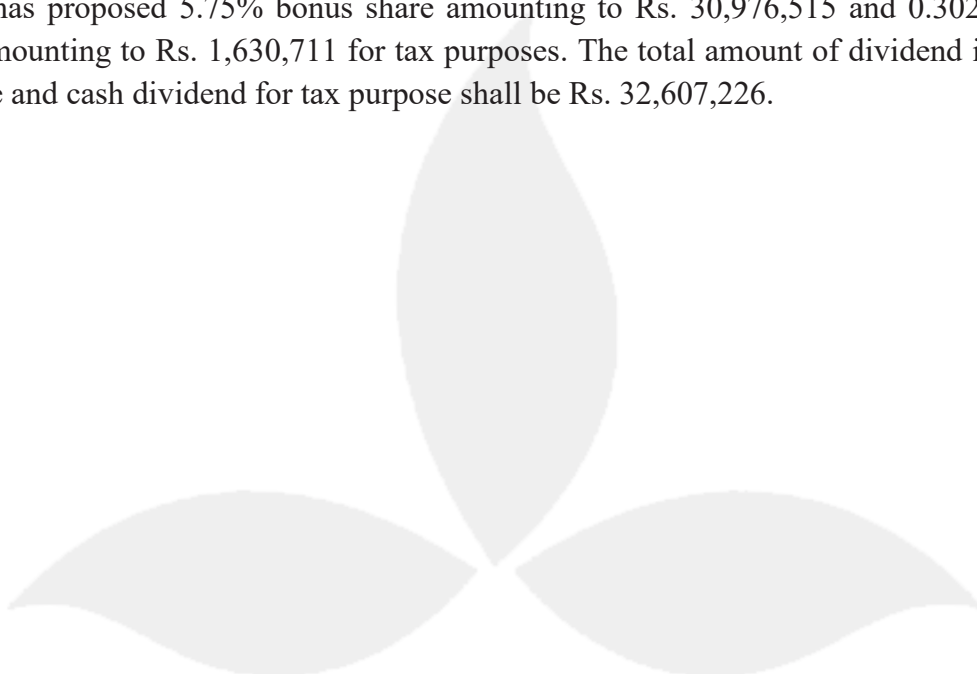 has proposed 5.75% bonus share amounting to Rs. 30,976,515 and 0.302
mounting to Rs. 1,630,711 for tax purposes. The total amount of dividend i
e and cash dividend for tax purpose shall be Rs. 32,607,226.